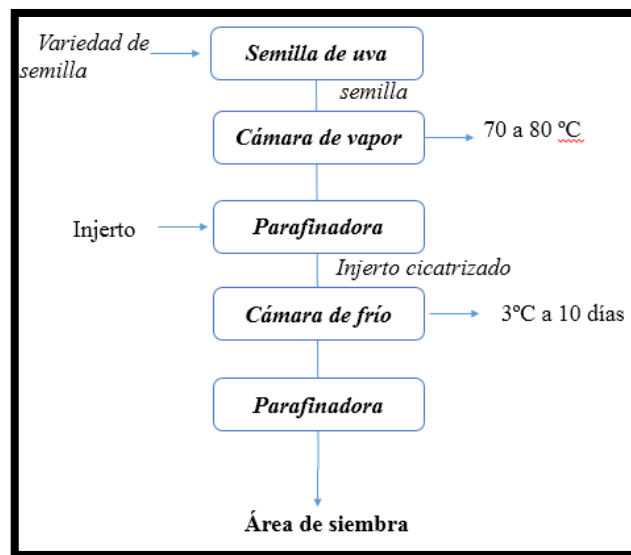 Variedad de
semilla
Semilla de uva
semilla
Cámara de vapor
70 a 80 ºC
Injerto
Parafinadora
Injerto cicatrizado
Cámara de frío
3ºC a 10 días
Parafinadora
Área de siembra